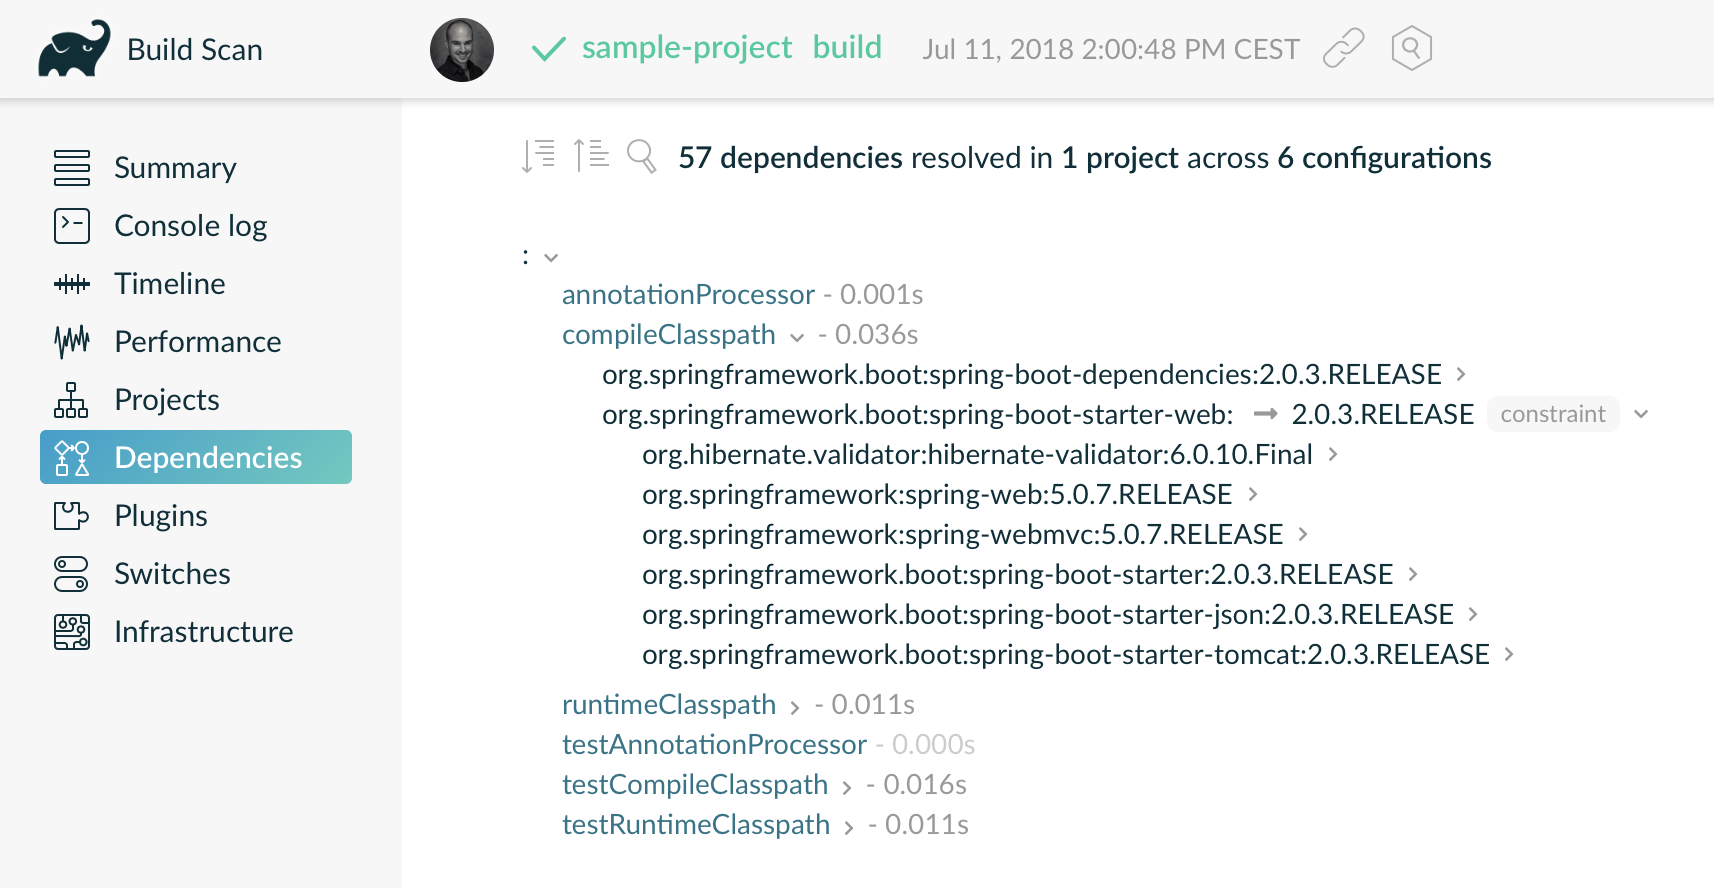 Build Scan
sample-project build Jul 11, 2018 2:00:48 PM CEST
Summary
Console log
Timeline
Performance
Projects
Dependencies
Plugins
Switches
Infrastructure
57 dependencies resolved in 1 project across 6 configurations
:
annotationProcessor - 0.001s
compileClasspath - 0.036s
org.springframework.boot:spring-boot-dependencies:2.0.3.RELEASE
org.springframework.boot:spring-boot-starter-web: → 2.0.3.RELEASE constraint
org.hibernate.validator:hibernate-validator:6.0.10.Final
org.springframework:spring-web:5.0.7.RELEASE
org.springframework:spring-webmvc:5.0.7.RELEASE
org.springframework.boot:spring-boot-starter:2.0.3.RELEASE
org.springframework.boot:spring-boot-starter-json:2.0.3.RELEASE
org.springframework.boot:spring-boot-starter-tomcat:2.0.3.RELEASE
runtimeClasspath - 0.011s
testAnnotationProcessor - 0.000s
testCompileClasspath - 0.016s
testRuntimeClasspath - 0.011s